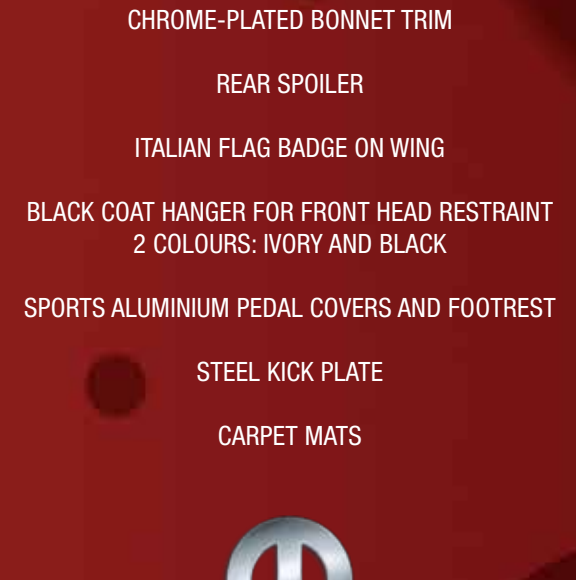 CHROME-PLATED BONNET TRIM
REAR SPOILER
ITALIAN FLAG BADGE ON WING
BLACK COAT HANGER FOR FRONT HEAD RESTRAINT
2 COLOURS: IVORY AND BLACK
SPORTS ALUMINIUM PEDAL COVERS AND FOOTREST
STEEL KICK PLATE
CARPET MATS